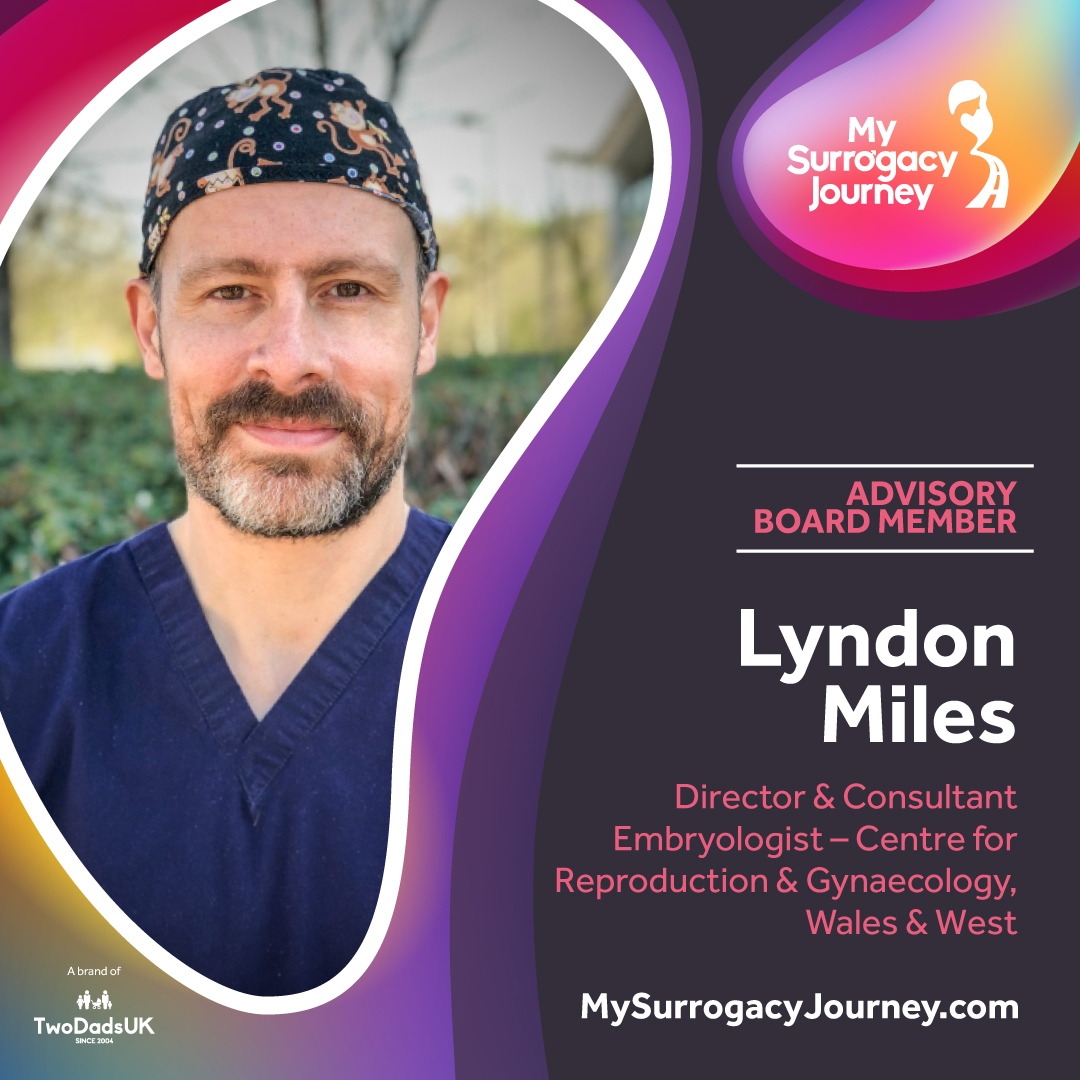 My
Surrogacy
Journey
ADVISORY
BOARD MEMBER
Lyndon
Miles
Director & Consultant
Embryologist – Centre for
Reproduction & Gynaecology,
Wales & West
MySurrogacyJourney.com
A brand of
TwoDadsUK
SINCE 2004